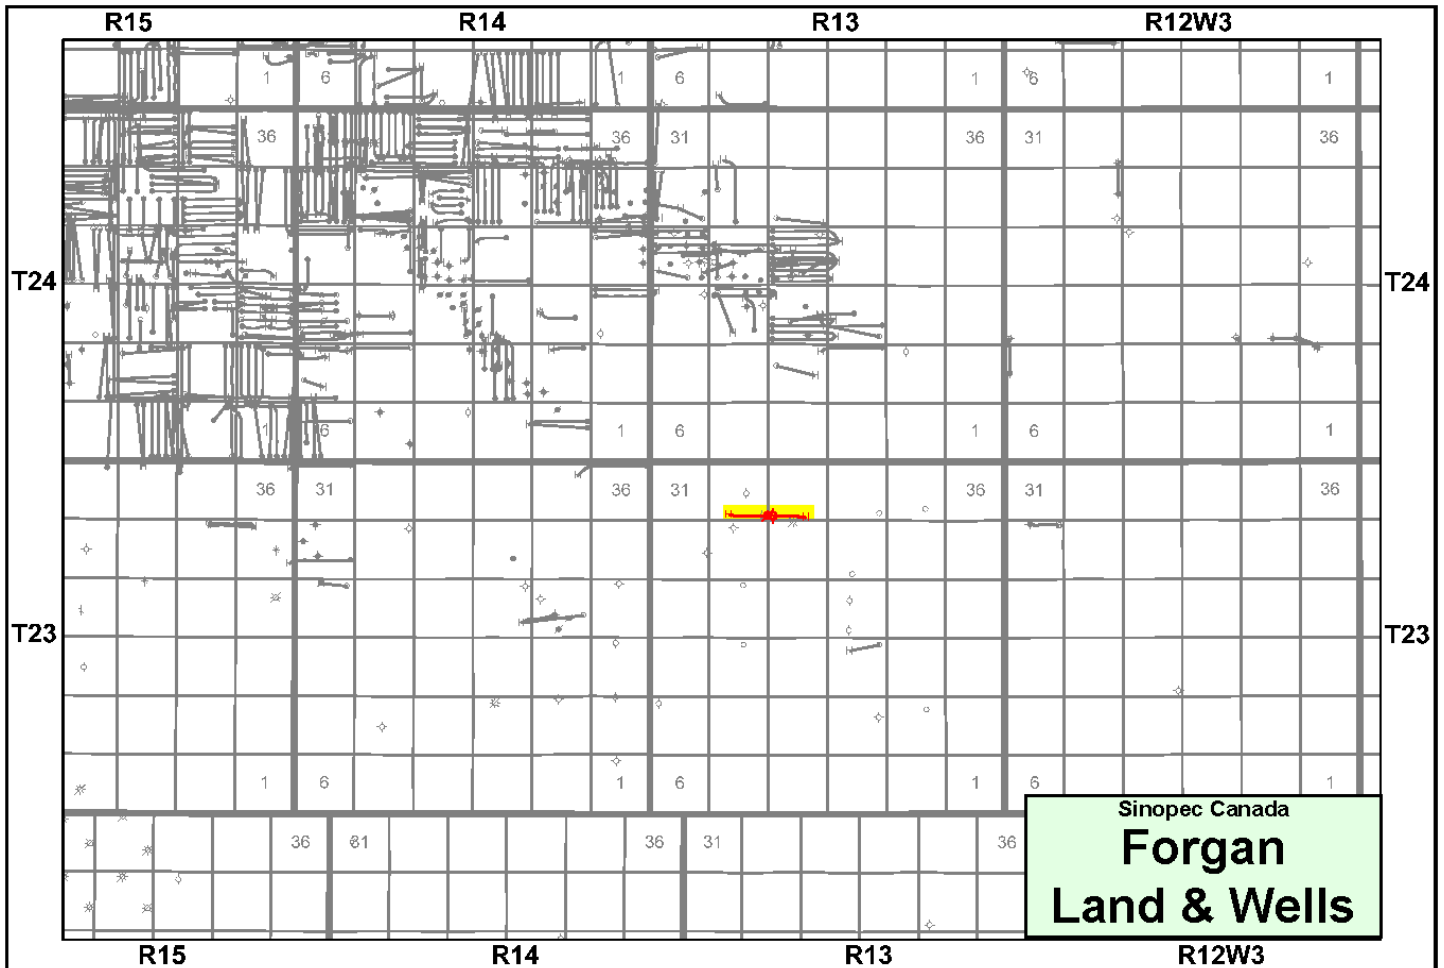 R15 R14 R13 R12W3
1 6 1 6 1 6 1
36 36 31 36 31 36
T24 T24
1 6 1 6 1 6 1
36 31 36 31 36 31 36
T23 T23
1 6 1 6 1 6 1
36 31 36 31 36
Sinopec Canada
Forgan
Land & Wells
R15 R14 R13 R12W3